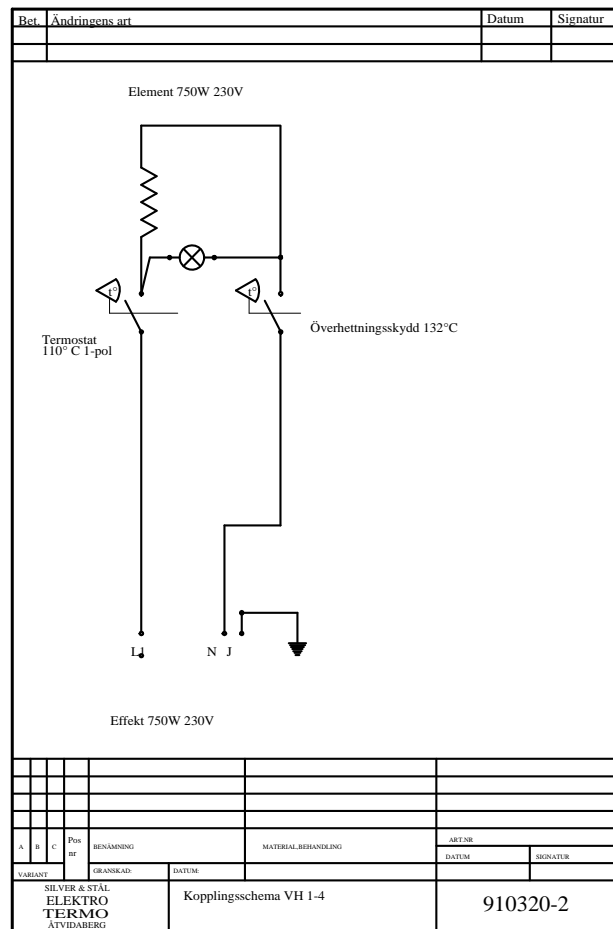 Bet. Ändringens art Datum Signatur
Element 750W 230V
t° t°
Överhettningsskydd 132°C
Termostat
110° C 1-pol
L1 N J
Effekt 750W 230V
A B C Pos nr BENÄMNING MATERIAL,BEHANDLING ART.NR
DATUM SIGNATUR
VARIANT GRANSKAD: DATUM:
SILVER & STÅL
ELEKTRO
TERMO
ÅTVIDABERG
Kopplingsschema VH 1-4
910320-2